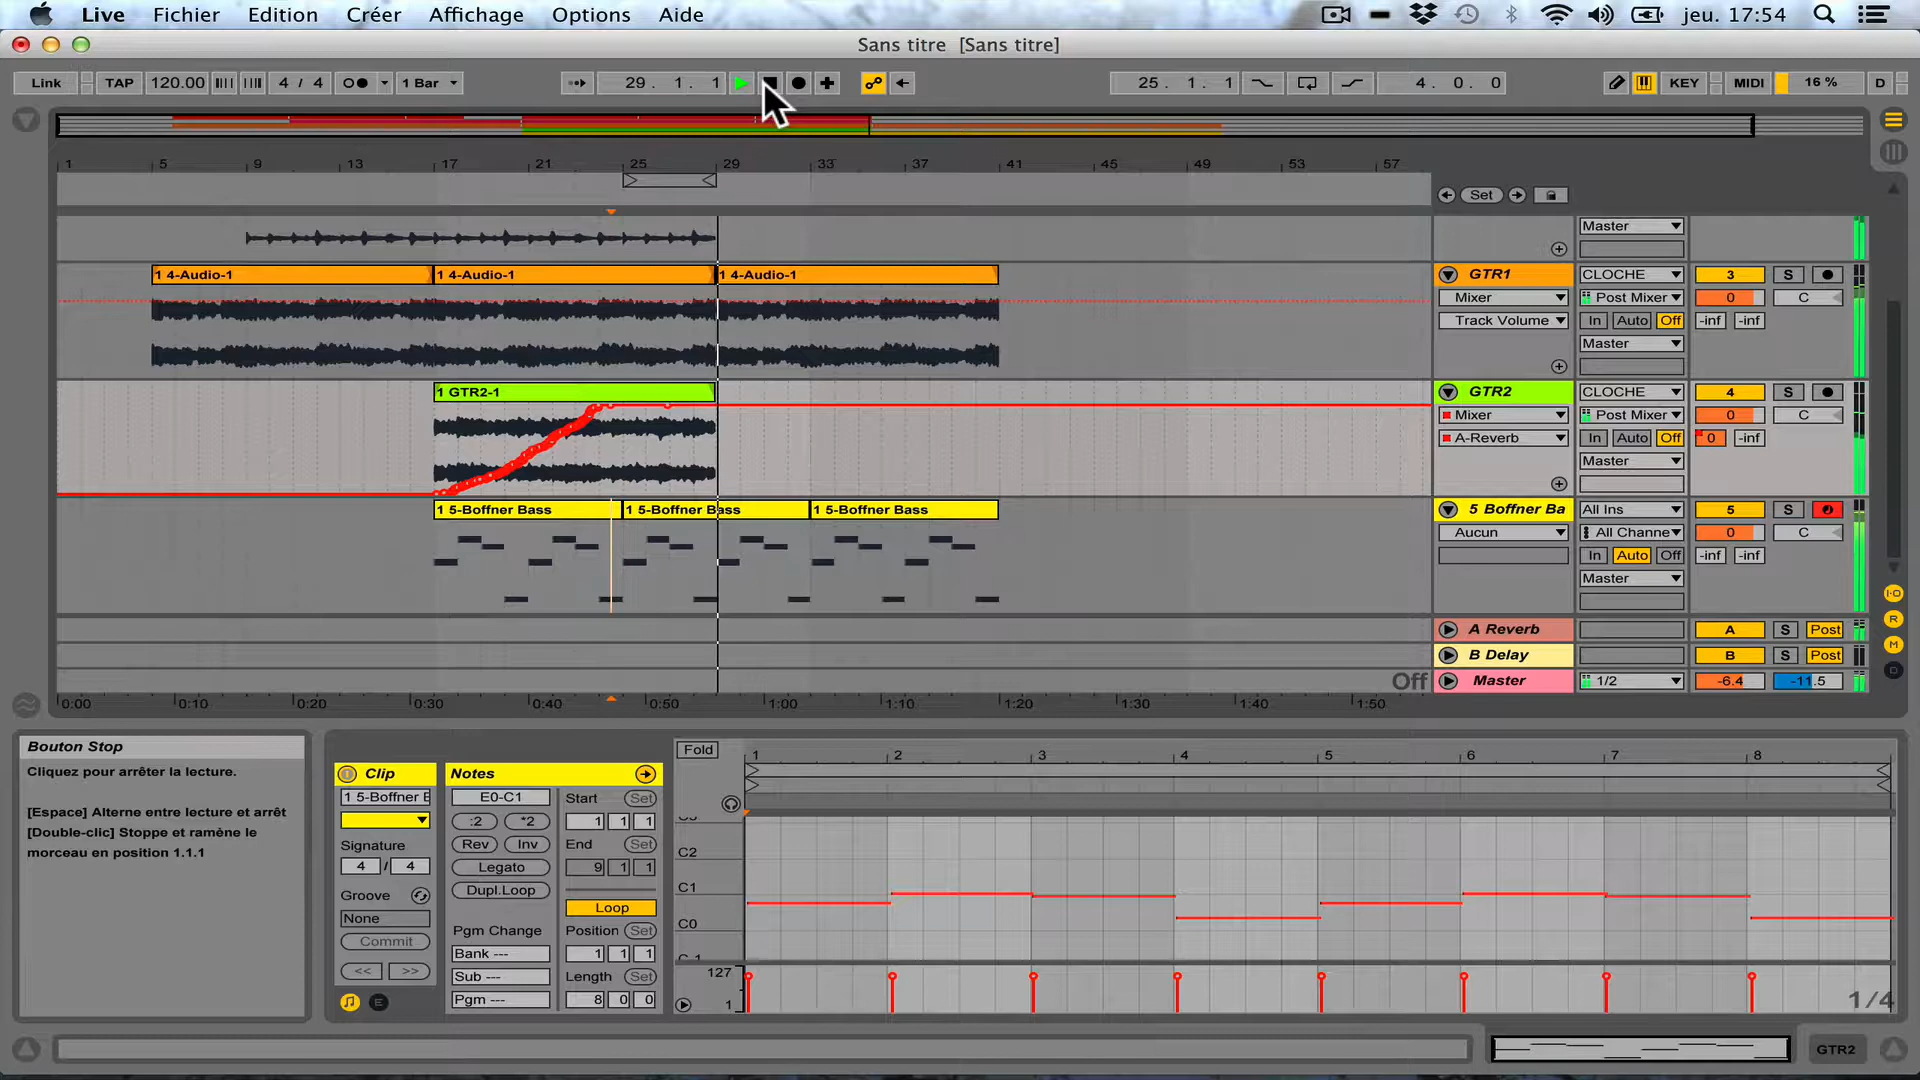 Live Fichier Edition Créer Affichage Options Aide jeu. 17:54
Sans titre [Sans titre]
Link TAP 120.00 4 / 4 1 Bar 29. 1. 1 25. 1. 1 4. 0. 0 KEY MIDI 16 % D
1 5 9 13 17 21 25 29 33 37 41 45 49 53 57
Set
Master
1 4-Audio-1 1 4-Audio-1 1 4-Audio-1 GTR1 CLOCHE 3 S
Mixer Post Mixer 0 C
Track Volume In Auto Off -inf -inf
Master
1 GTR2-1 GTR2 CLOCHE 4 S
Mixer Post Mixer 0 C
A-Reverb In Auto Off 0 -inf
Master
1 5-Boffner Bass 1 5-Boffner Bass 1 5-Boffner Bass 5 Boffner Ba All Ins 5 S
Aucun All Channe 0 C
In Auto Off -inf -inf
Master
A Reverb A S Post
B Delay B S Post
Off Master 1/2 -6.4 -11.5
0:00 0:10 0:20 0:30 0:40 0:50 1:00 1:10 1:20 1:30 1:40 1:50
I·O
R
M
D
Bouton Stop
Cliquez pour arrêter la lecture.
[Espace] Alterne entre lecture et arrêt
[Double-clic] Stoppe et ramène le
morceau en position 1.1.1
Clip
1 5-Boffner B
Signature
4 / 4
Groove
None
Commit
<< >>
E
Notes
E0-C1
:2 *2
Rev Inv
Legato
Dupl.Loop
Pgm Change
Bank ---
Sub ---
Pgm ---
Start Set
1 1 1
End Set
9 1 1
Loop
Position Set
1 1 1
Length Set
8 0 0
Fold 1 2 3 4 5 6 7 8
C2
C1
C0
127
1
1/4
GTR2